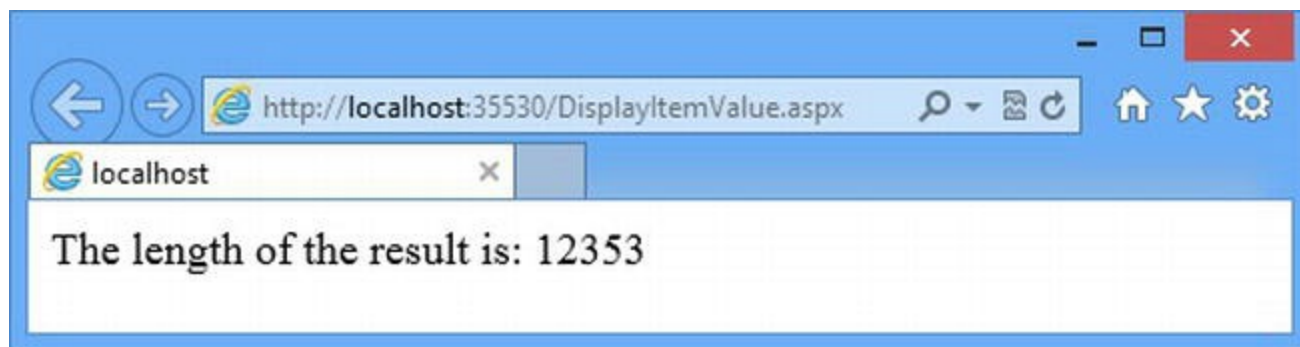 http://localhost:35530/DisplayItemValue.aspx
localhost
The length of the result is: 12353